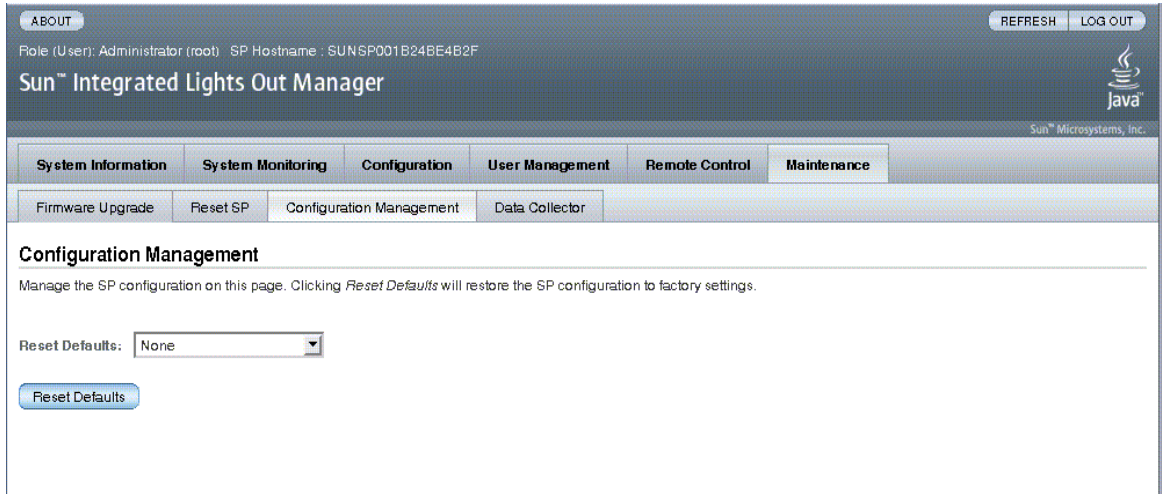 ABOUT REFRESH LOG OUT
Role (User): Administrator (root) SP Hostname : SUNSP001B24BE4B2F
Sun™ Integrated Lights Out Manager
Java™
Sun™ Microsystems, Inc.
System Information System Monitoring Configuration User Management Remote Control Maintenance
Firmware Upgrade Reset SP Configuration Management Data Collector
Configuration Management
Manage the SP configuration on this page. Clicking Reset Defaults will restore the SP configuration to factory settings.
Reset Defaults: None
Reset Defaults